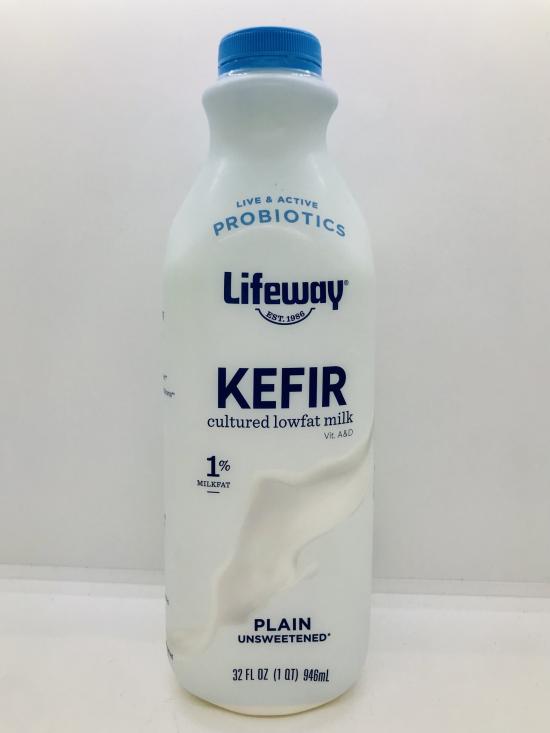 LIVE & ACTIVE
PROBIOTICS
Lifeway®
EST. 1986
KEFIR
cultured lowfat milk
Vit. A&D
1%
MILKFAT
PLAIN
UNSWEETENED*
32 FL OZ (1 QT) 946mL